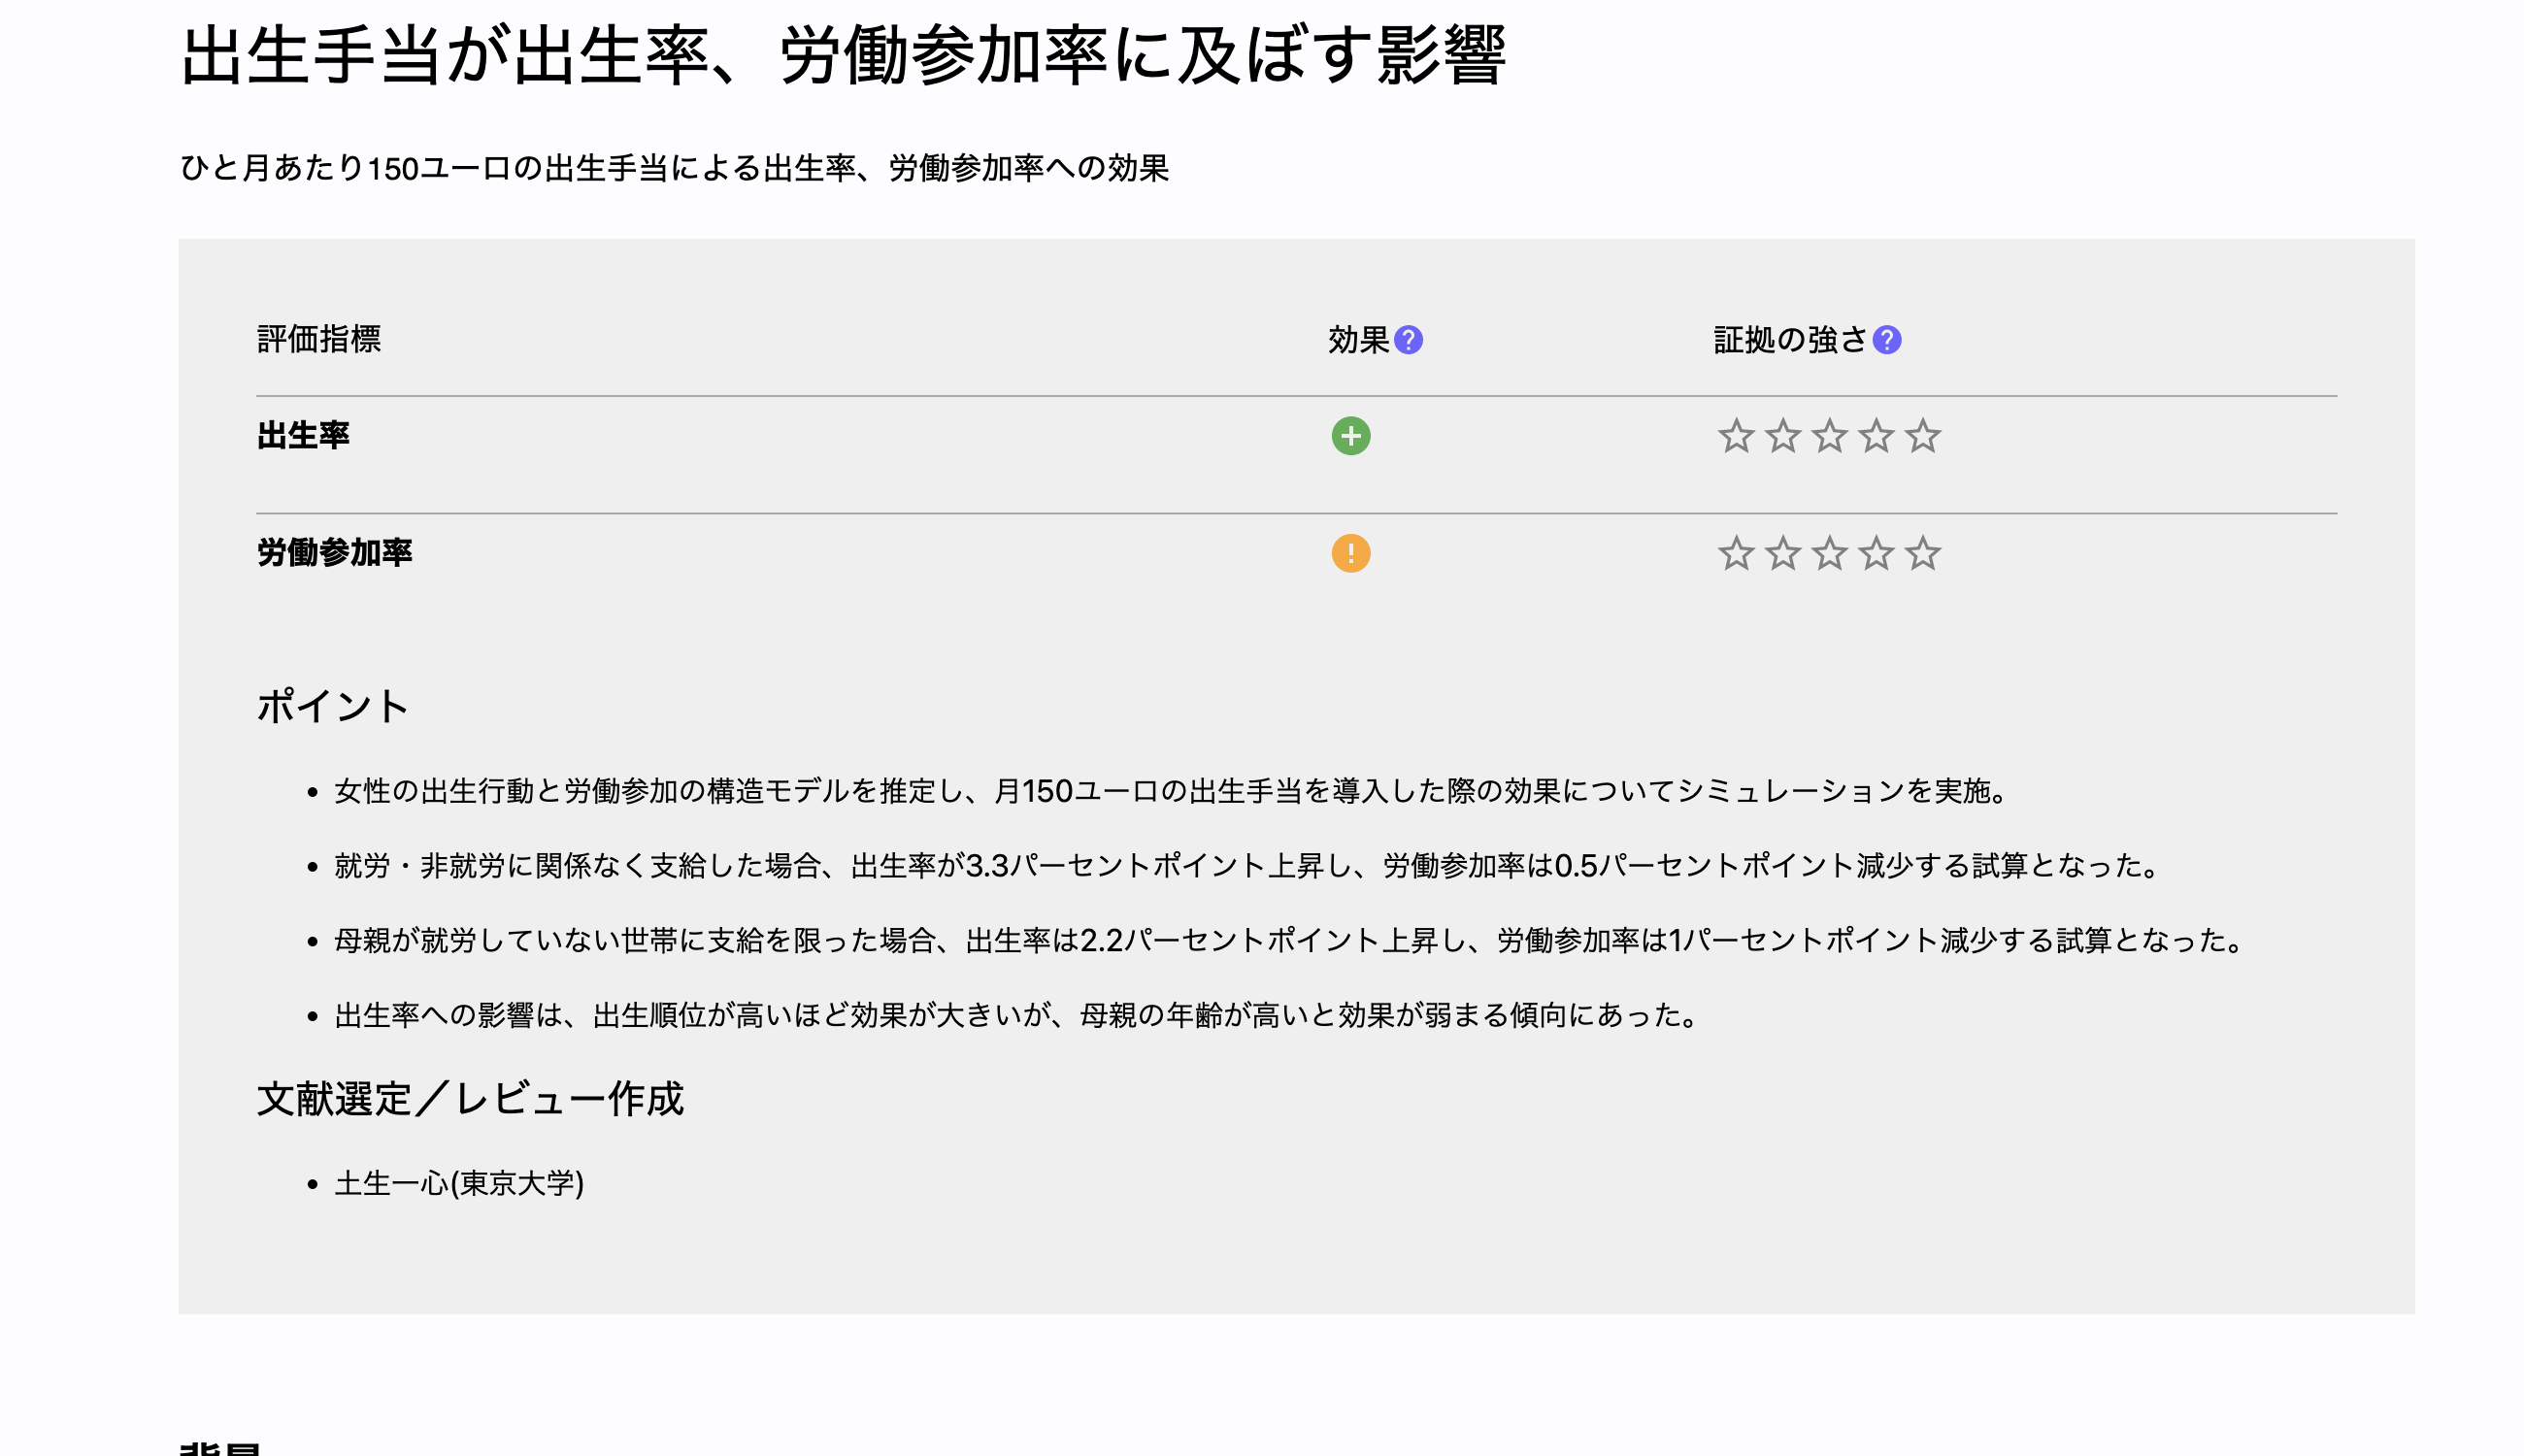 出生手当が出生率、労働参加率に及ぼす影響
ひと月あたり150ユーロの出生手当による出生率、労働参加率への効果
評価指標 効果? 証拠の強さ?
出生率
労働参加率
ポイント
• 女性の出生行動と労働参加の構造モデルを推定し、月150ユーロの出生手当を導入した際の効果についてシミュレーションを実施。
• 就労・非就労に関係なく支給した場合、出生率が3.3パーセントポイント上昇し、労働参加率は0.5パーセントポイント減少する試算となった。
• 母親が就労していない世帯に支給を限った場合、出生率は2.2パーセントポイント上昇し、労働参加率は1パーセントポイント減少する試算となった。
• 出生率への影響は、出生順位が高いほど効果が大きいが、母親の年齢が高いと効果が弱まる傾向にあった。
文献選定／レビュー作成
• 土生一心(東京大学)